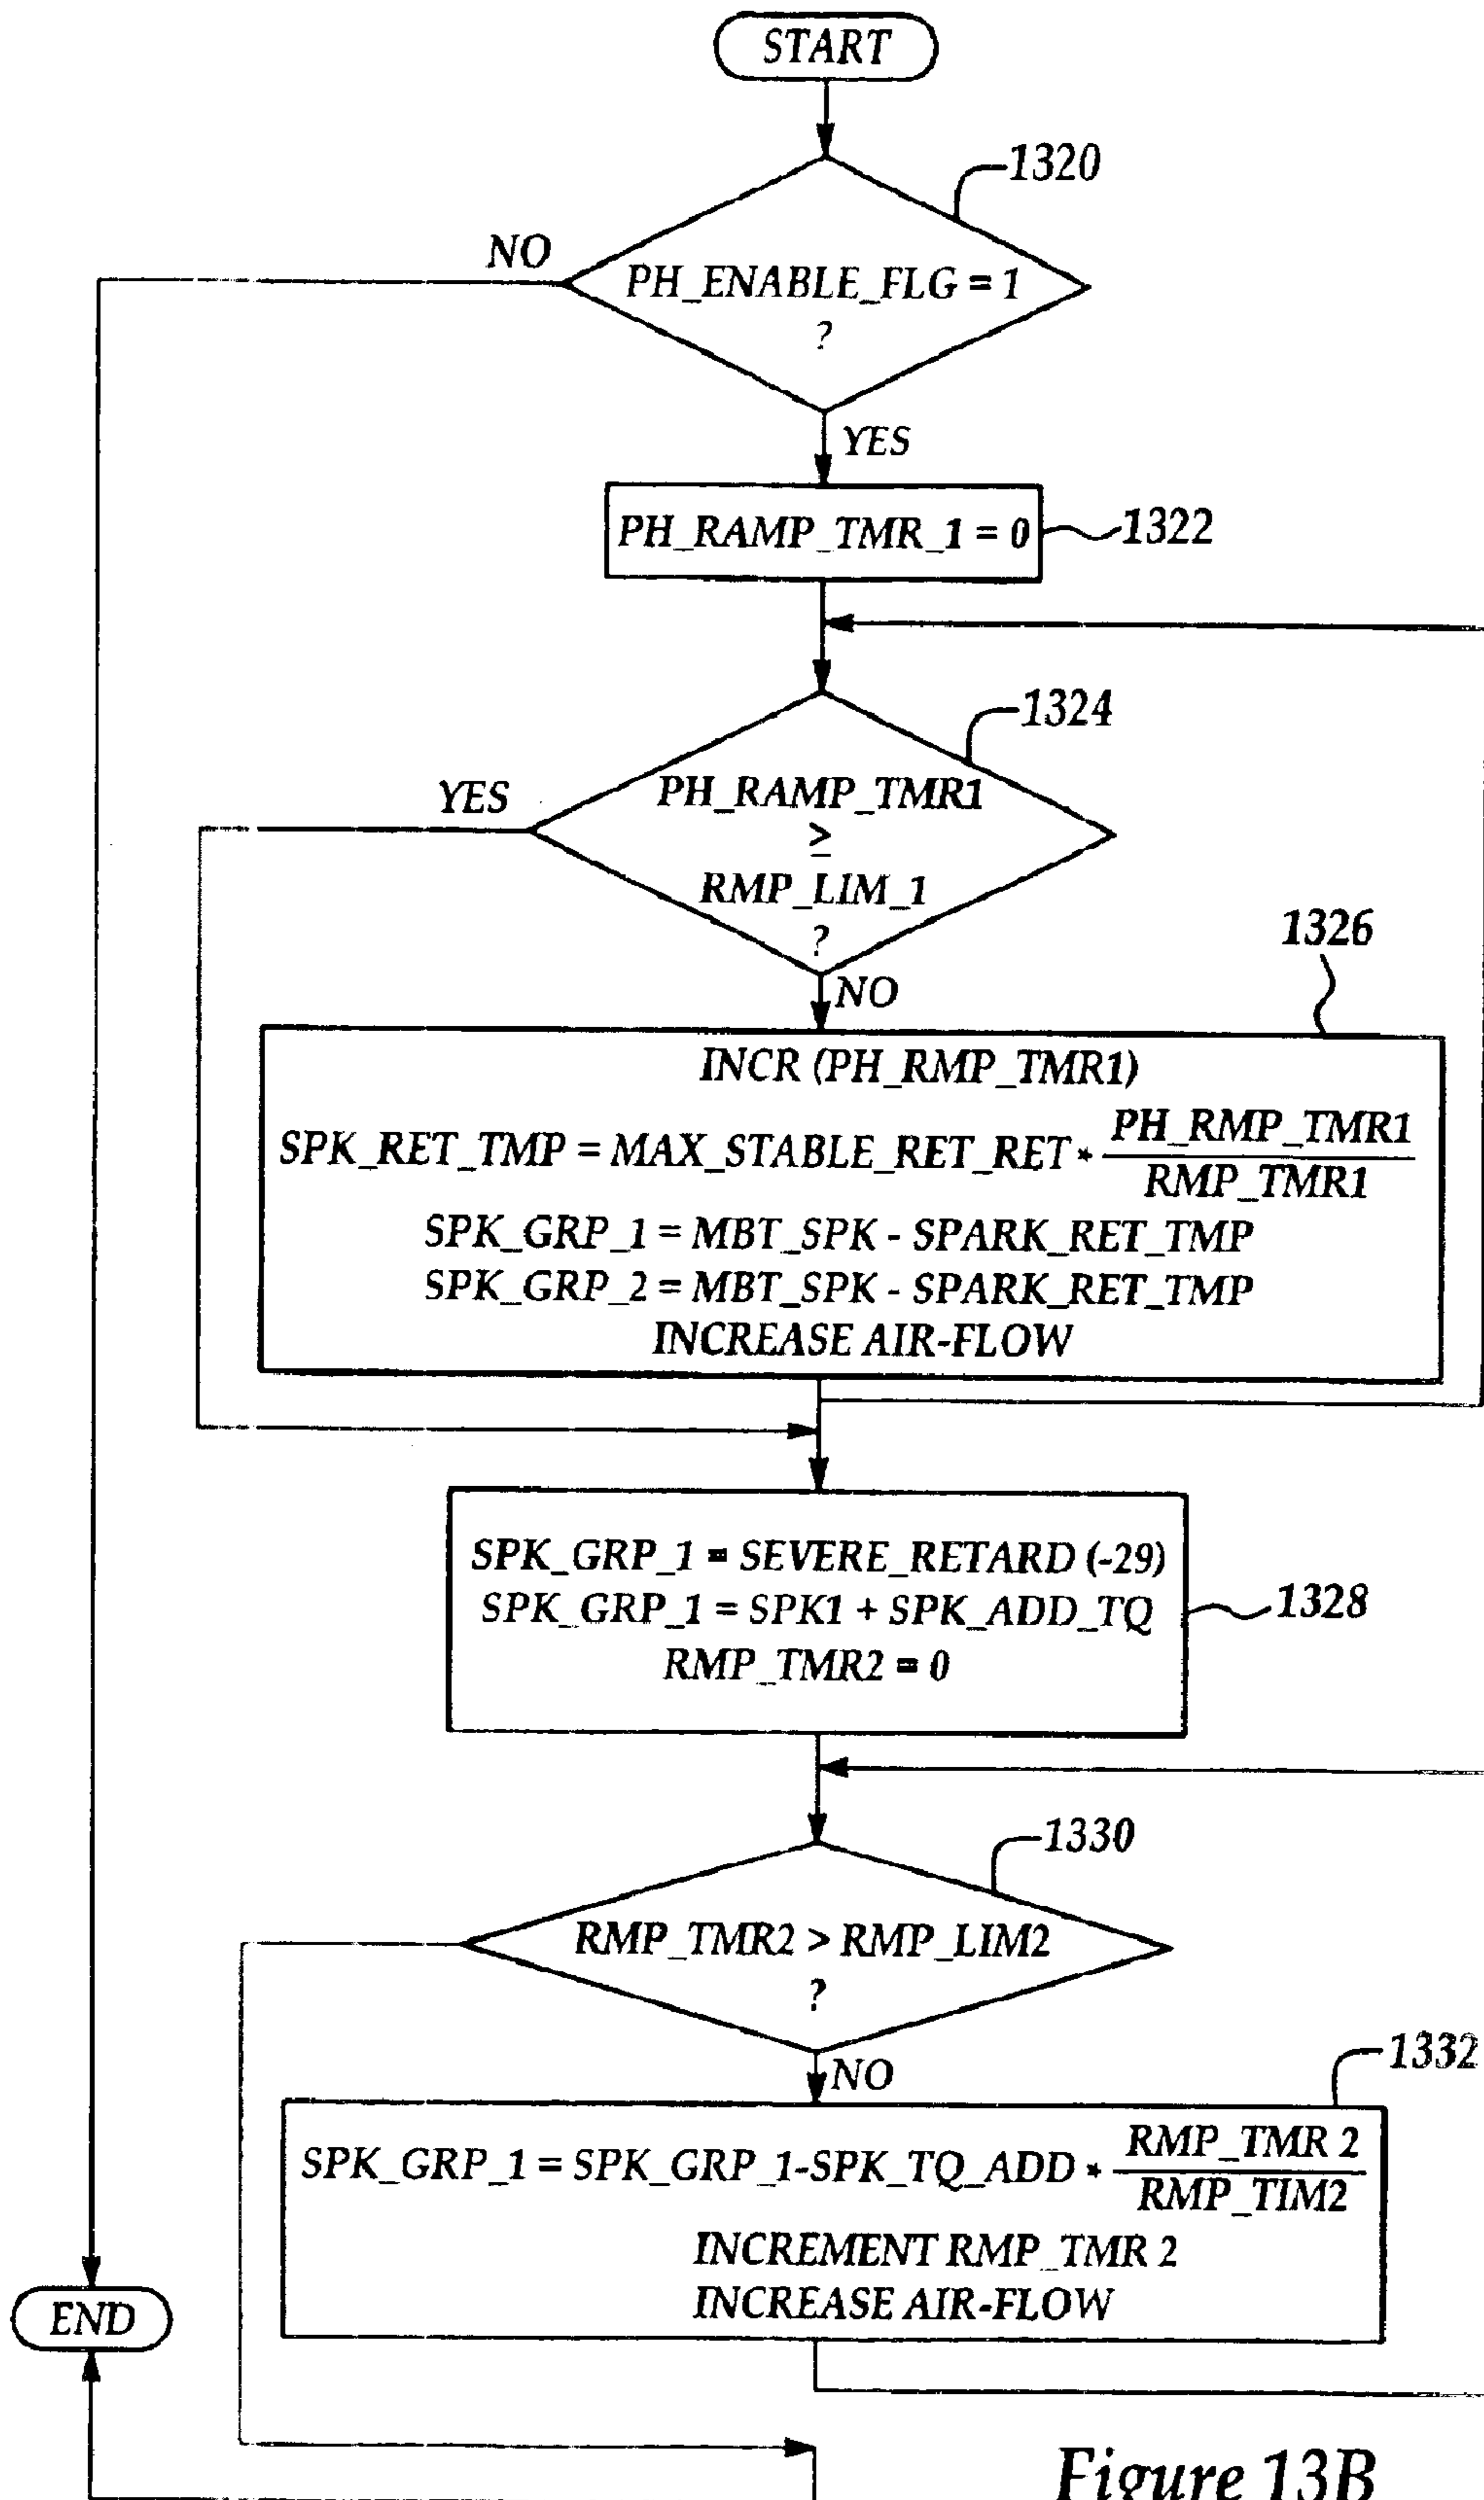 START
1320
NO
PH_ENABLE_FLG = 1
?
YES
PH_RAMP_TMR_1 = 0
1322
1324
YES
PH_RAMP_TMR1
≥
RMP_LIM_1
?
1326
NO
INCR (PH_RMP_TMR1)
SPK_RET_TMP = MAX_STABLE_RET_RET * PH_RMP_TMR1 / RMP_TMR1
SPK_GRP_1 = MBT_SPK - SPARK_RET_TMP
SPK_GRP_2 = MBT_SPK - SPARK_RET_TMP
INCREASE AIR-FLOW
SPK_GRP_1 = SEVERE_RETARD (-29)
SPK_GRP_1 = SPK1 + SPK_ADD_TQ
1328
RMP_TMR2 = 0
1330
RMP_TMR2 > RMP_LIM2
?
NO
1332
SPK_GRP_1 = SPK_GRP_1-SPK_TQ_ADD * RMP_TMR 2 / RMP_TIM2
INCREMENT RMP_TMR 2
INCREASE AIR-FLOW
END
Figure 13B